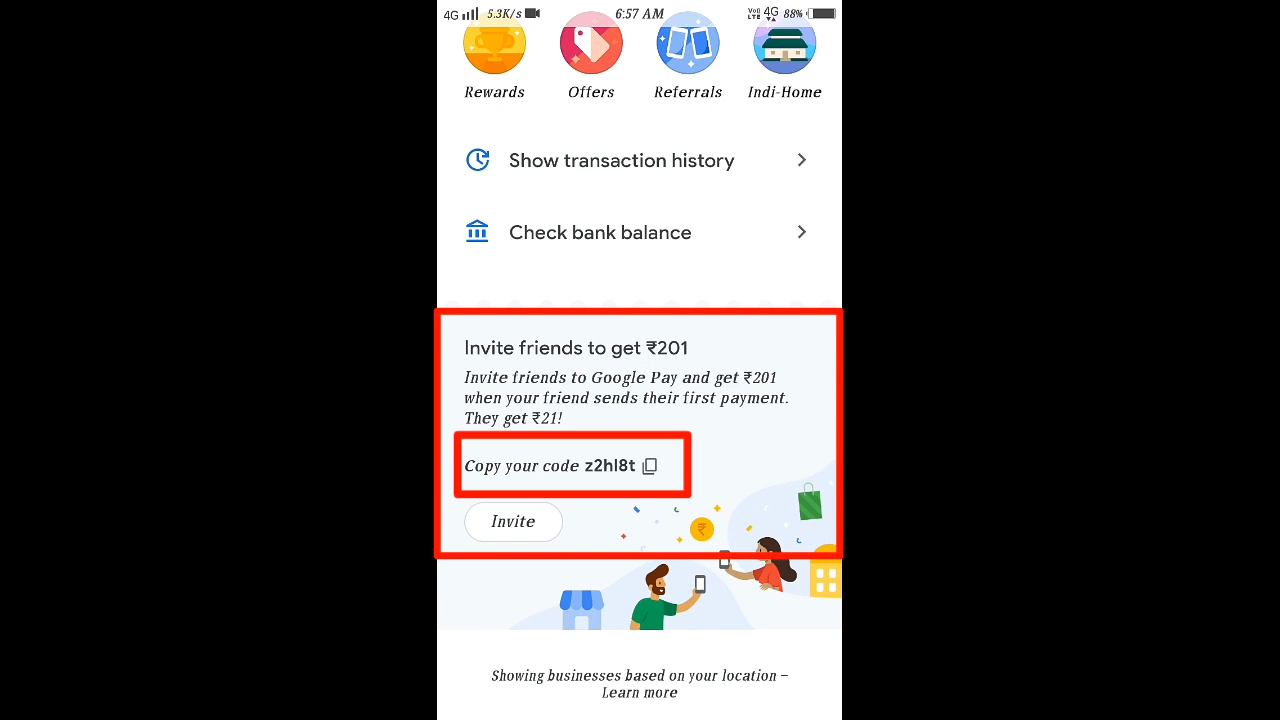 4G 5.3K/s 6:57 AM VoO LTE 4G 88%
Rewards Offers Referrals Indi-Home
Show transaction history
Check bank balance
Invite friends to get ₹201
Invite friends to Google Pay and get ₹201
when your friend sends their first payment.
They get ₹21!
Copy your code z2hl8t
Invite
₹
Showing businesses based on your location –
Learn more